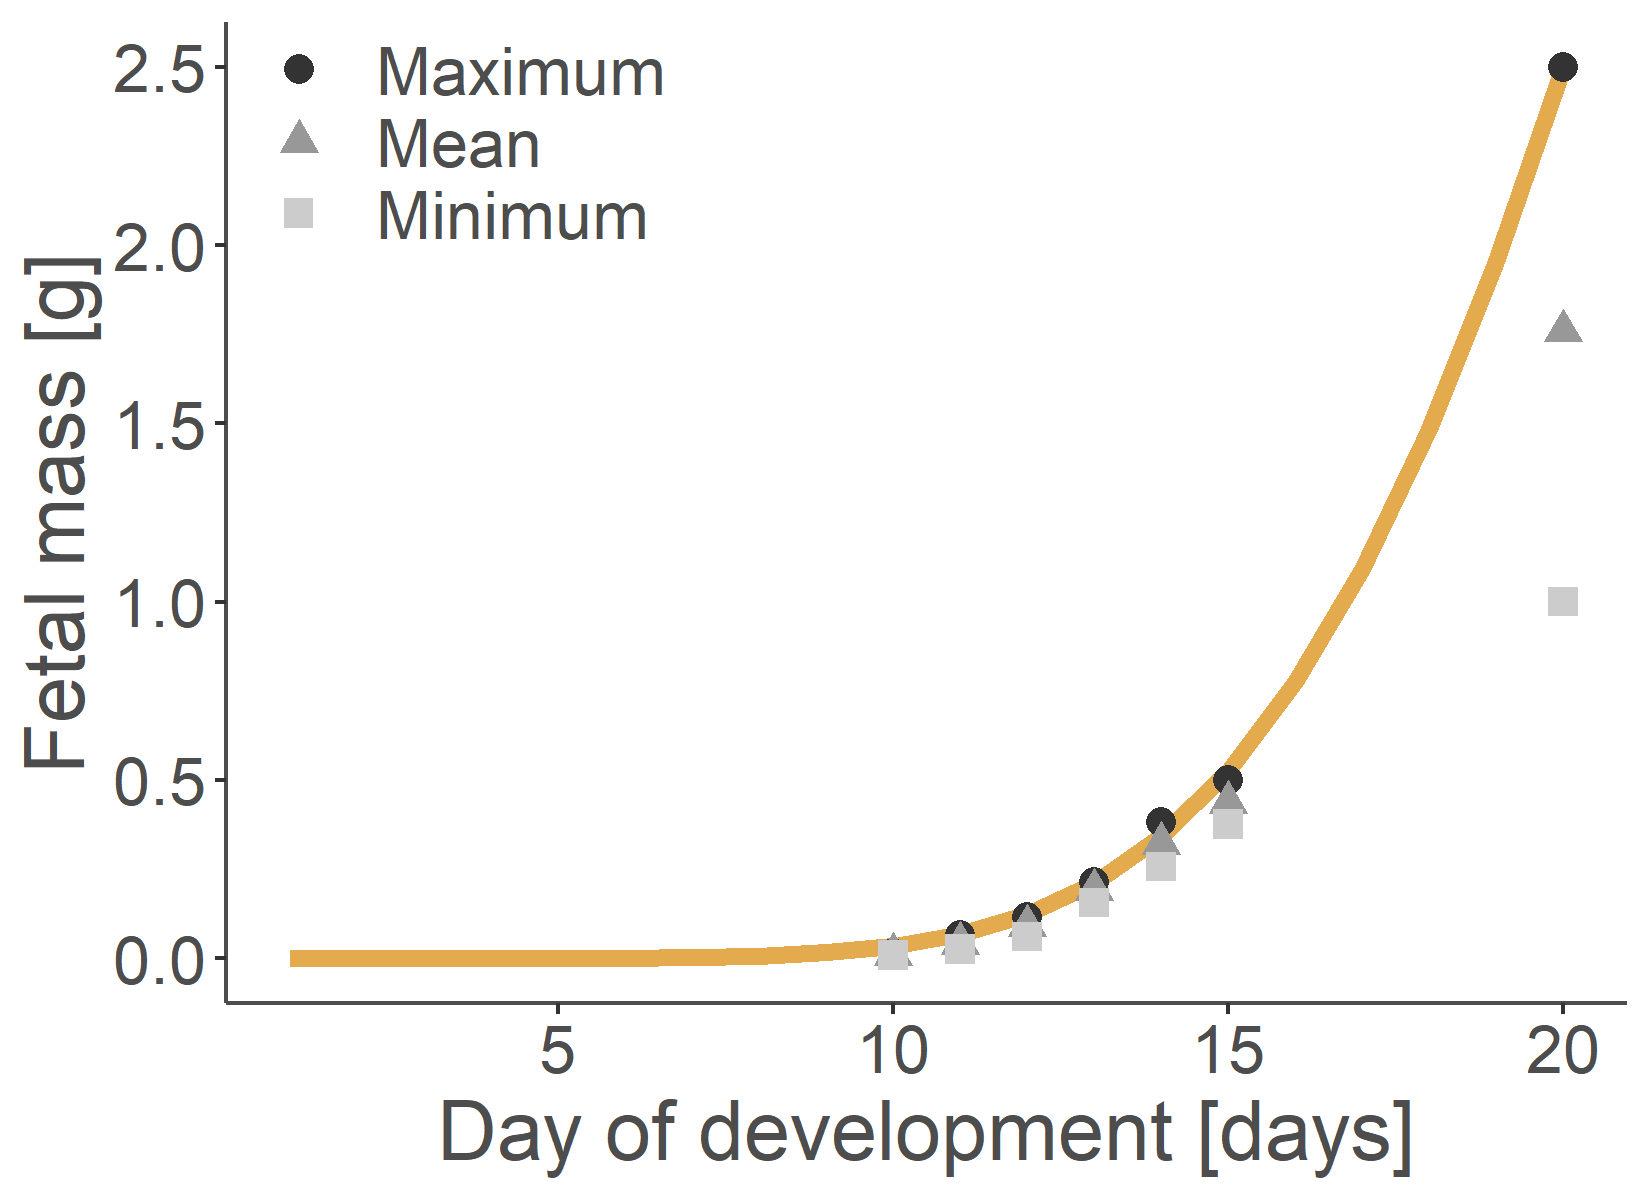 Maximum
Mean
Minimum
Fetal mass [g]
2.5
2.0
1.5
1.0
0.5
0.0
5 10 15 20
Day of development [days]